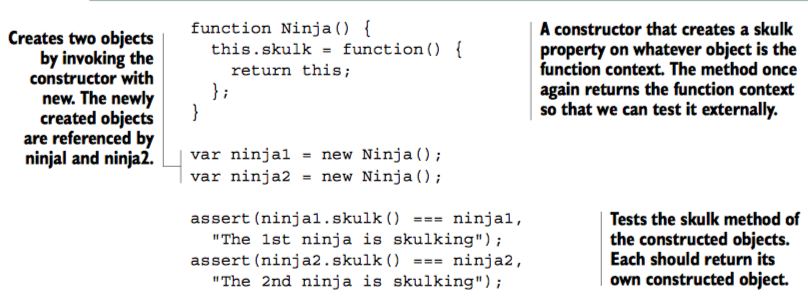 Creates two objects
by invoking the
constructor with
new. The newly
created objects
are referenced by
ninja1 and ninja2.
function Ninja() {
this.skulk = function() {
return this;
};
}
A constructor that creates a skulk
property on whatever object is the
function context. The method once
again returns the function context
so that we can test it externally.
var ninja1 = new Ninja();
var ninja2 = new Ninja();
assert(ninja1.skulk() === ninja1,
"The 1st ninja is skulking");
assert(ninja2.skulk() === ninja2,
"The 2nd ninja is skulking");
Tests the skulk method of
the constructed objects.
Each should return its
own constructed object.